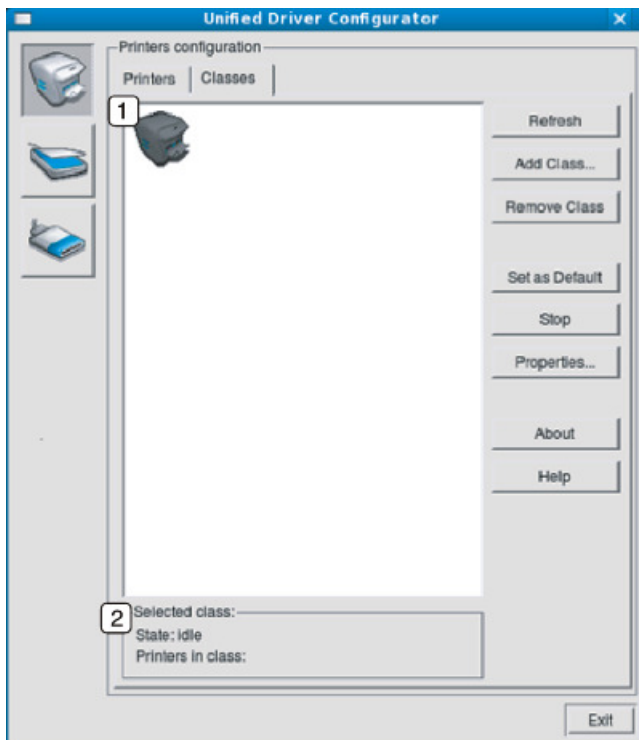 Unified Driver Configurator
Printers configuration
Printers Classes
1
Refresh
Add Class...
Remove Class
Set as Default
Stop
Properties...
About
Help
2
Selected class:
State: idle
Printers in class:
Exit